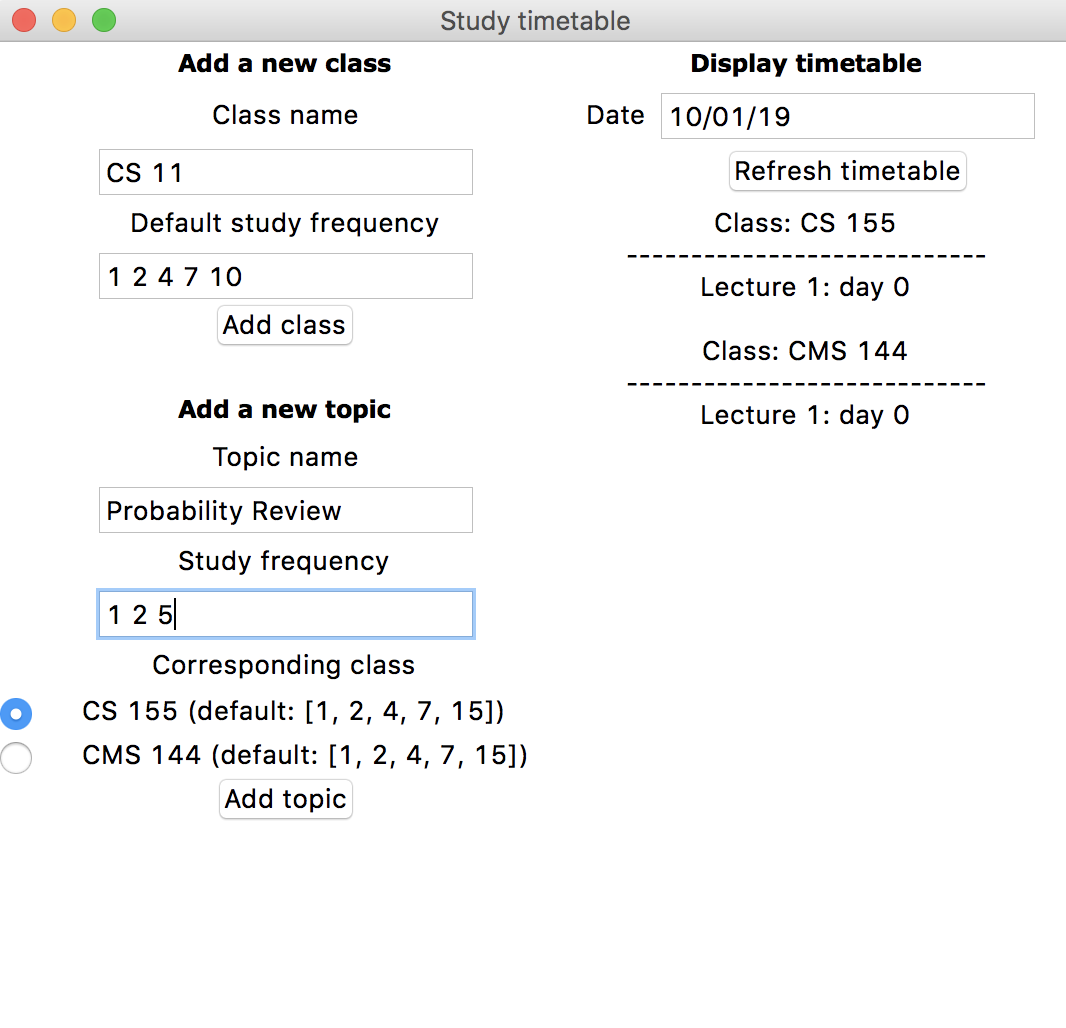 Study timetable
Add a new class
Class name
CS 11
Default study frequency
1 2 4 7 10
Add class
Add a new topic
Topic name
Probability Review
Study frequency
1 2 5
Corresponding class
CS 155 (default: [1, 2, 4, 7, 15])
CMS 144 (default: [1, 2, 4, 7, 15])
Add topic
Display timetable
Date 10/01/19
Refresh timetable
Class: CS 155
----------------------------
Lecture 1: day 0
Class: CMS 144
----------------------------
Lecture 1: day 0